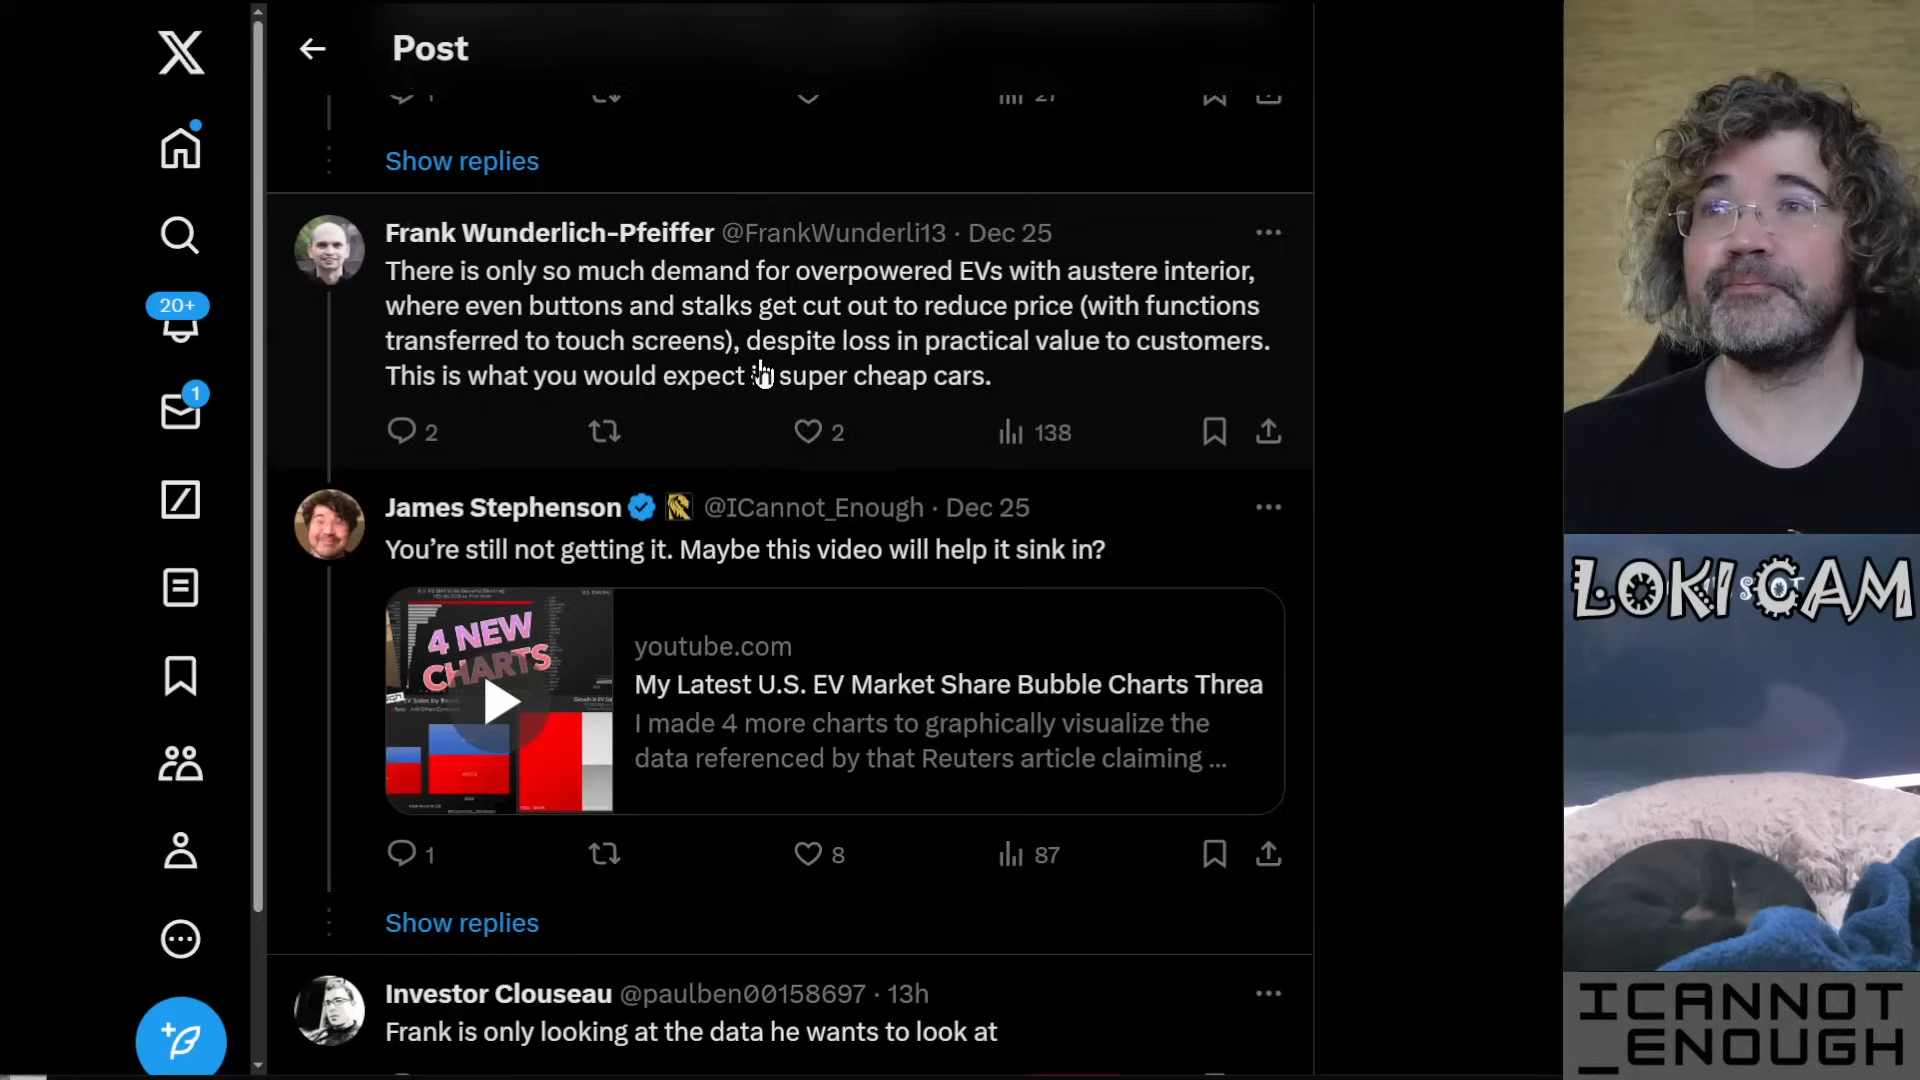 Post
1
27
Show replies
Frank Wunderlich-Pfeiffer @FrankWunderli13 · Dec 25
There is only so much demand for overpowered EVs with austere interior,
where even buttons and stalks get cut out to reduce price (with functions
transferred to touch screens), despite loss in practical value to customers.
This is what you would expect in super cheap cars.
2
2
138
20+
1
James Stephenson @ICannot_Enough · Dec 25
You’re still not getting it. Maybe this video will help it sink in?
4 NEW
CHARTS
youtube.com
My Latest U.S. EV Market Share Bubble Charts Threa
I made 4 more charts to graphically visualize the
data referenced by that Reuters article claiming ...
1
8
87
Show replies
Investor Clouseau @paulben00158697 · 13h
Frank is only looking at the data he wants to look at
LOKI CAM
ICANNOT
_ENOUGH